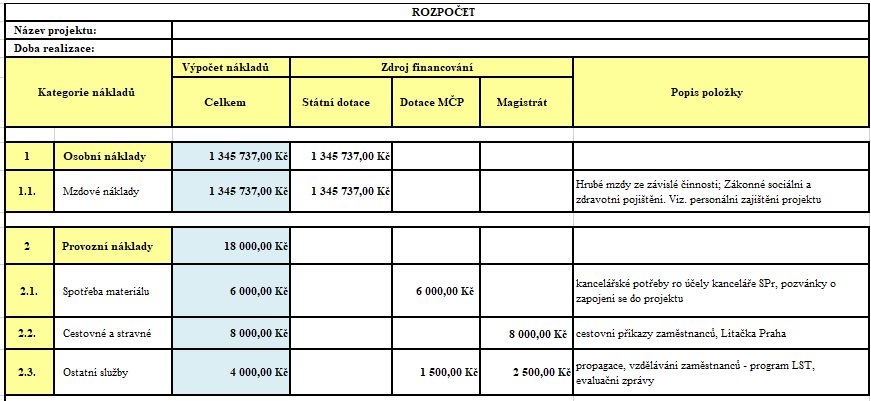 ROZPOČET
Název projektu:
Doba realizace:
Kategorie nákladů
Výpočet nákladů
Zdroj financování
Popis položky
Celkem
Státní dotace
Dotace MČP
Magistrát
1 Osobní náklady 1 345 737,00 Kč 1 345 737,00 Kč
1.1. Mzdové náklady 1 345 737,00 Kč 1 345 737,00 Kč Hrubé mzdy ze závislé činnosti; Zákonné sociální a
zdravotní pojištění. Viz. personální zajištění projektu
2 Provozní náklady 18 000,00 Kč
2.1. Spotřeba materiálu 6 000,00 Kč 6 000,00 Kč kancelářské potřeby ro účely kanceláře SPr, pozvánky o
zapojení se do projektu
2.2. Cestovné a stravné 8 000,00 Kč 8 000,00 Kč cestovní příkazy zaměstnanců, Litačka Praha
2.3. Ostatní služby 4 000,00 Kč 1 500,00 Kč 2 500,00 Kč propagace, vzdělávání zaměstnanců - program LST,
evaluační zprávy